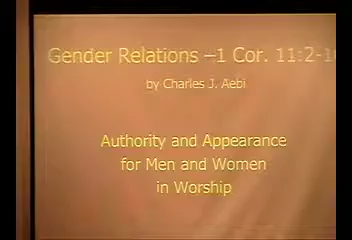 Gender Relations –1 Cor. 11:2-1
by Charles J. Aebi
Authority and Appearance
for Men and Women
in Worship